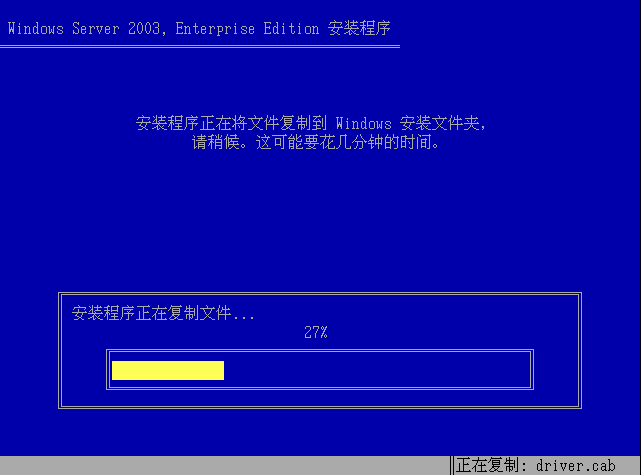 Windows Server 2003, Enterprise Edition 安装程序
安装程序正在将文件复制到 Windows 安装文件夹，
请稍候。这可能要花几分钟的时间。
安装程序正在复制文件...
27%
正在复制: driver.cab